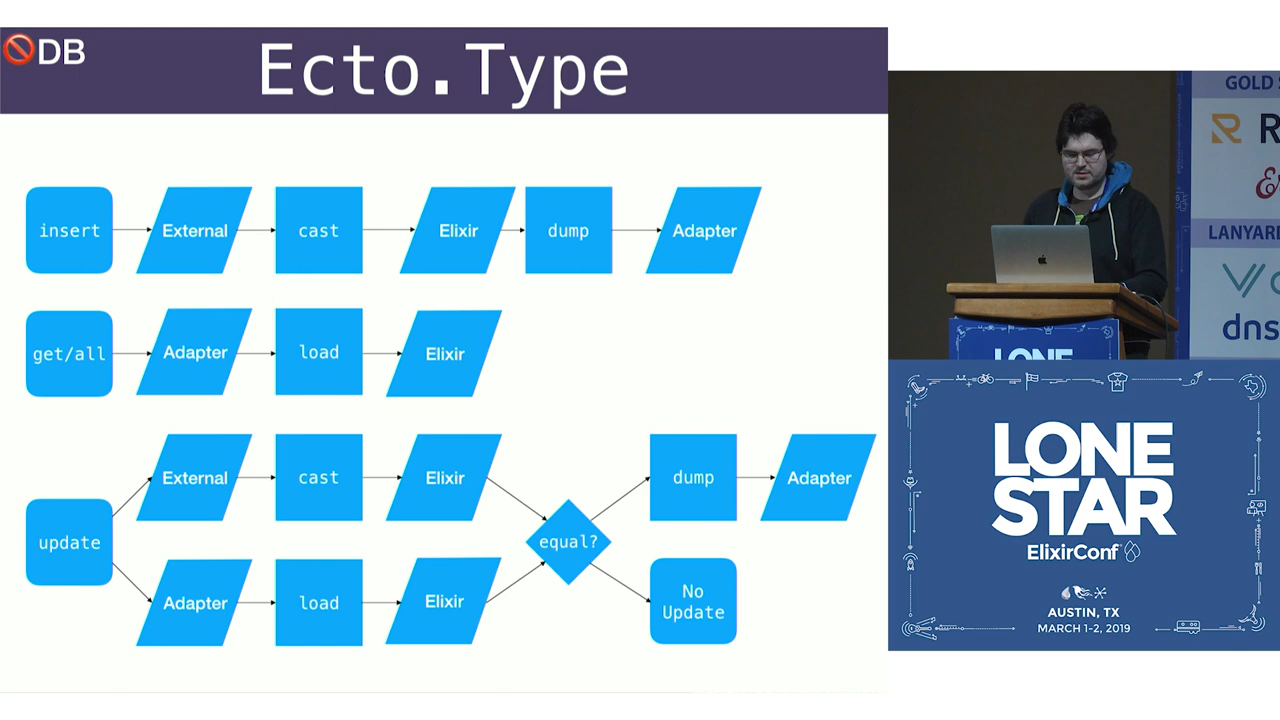 🚫DB
Ecto.Type
insert
External
cast
Elixir
dump
Adapter
get/all
Adapter
load
Elixir
update
External
cast
Elixir
Adapter
load
Elixir
equal?
dump
Adapter
No
Update
GOLD
R
LANYARD
dns
LONE
LONE
STAR
ElixirConf
AUSTIN, TX
MARCH 1-2, 2019